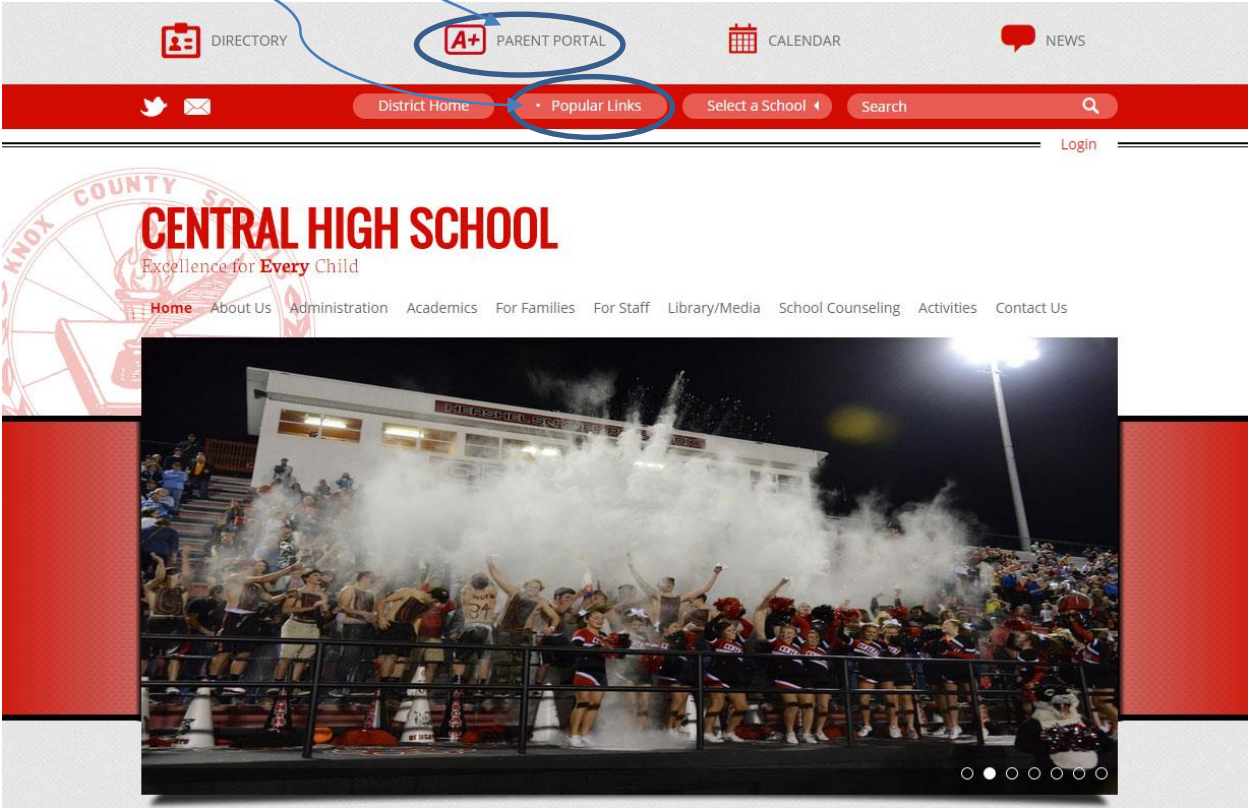 DIRECTORY
A+ PARENT PORTAL
CALENDAR
NEWS
District Home
• Popular Links
Select a School
Search
Login
KNOX COUNTY SCHOOLS
CENTRAL HIGH SCHOOL
Excellence for Every Child
Home About Us Administration Academics For Families For Staff Library/Media School Counseling Activities Contact Us
34